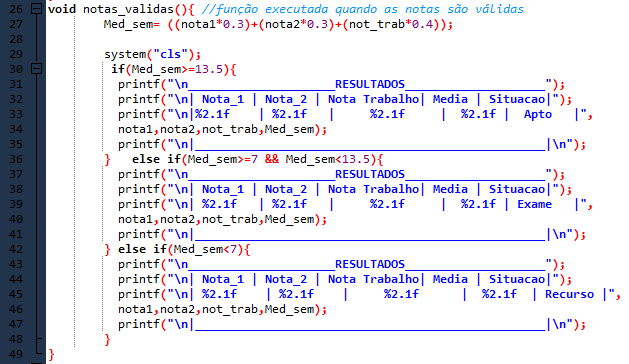 26 void notas_validas(){ //função executada quando as notas são válidas
27 Med_sem= ((nota1*0.3)+(nota2*0.3)+(not_trab*0.4));
28
29 system("cls");
30 if(Med_sem>=13.5){
31 printf("\n_____________________RESULTADOS____________________");
32 printf("\n| Nota_1 | Nota_2 | Nota Trabalho| Media | Situacao|");
33 printf("\n|%2.1f    | %2.1f   |     %2.1f     |  %2.1f |  Apto   |",
34 nota1,nota2,not_trab,Med_sem);
35 printf("\n|__________________________________________________|\n");
36 }   else if(Med_sem>=7 && Med_sem<13.5){
37 printf("\n_____________________RESULTADOS____________________");
38 printf("\n| Nota_1 | Nota_2 | Nota Trabalho| Media | Situacao|");
39 printf("\n| %2.1f   | %2.1f   |     %2.1f     |  %2.1f | Exame   |",
40 nota1,nota2,not_trab,Med_sem);
41 printf("\n|__________________________________________________|\n");
42 } else if(Med_sem<7){
43 printf("\n_____________________RESULTADOS____________________");
44 printf("\n| Nota_1 | Nota_2 | Nota Trabalho| Media | Situacao|");
45 printf("\n| %2.1f    | %2.1f    |     %2.1f      |  %2.1f  | Recurso |",
46 nota1,nota2,not_trab,Med_sem);
47 printf("\n|__________________________________________________|\n");
48 }
49 }